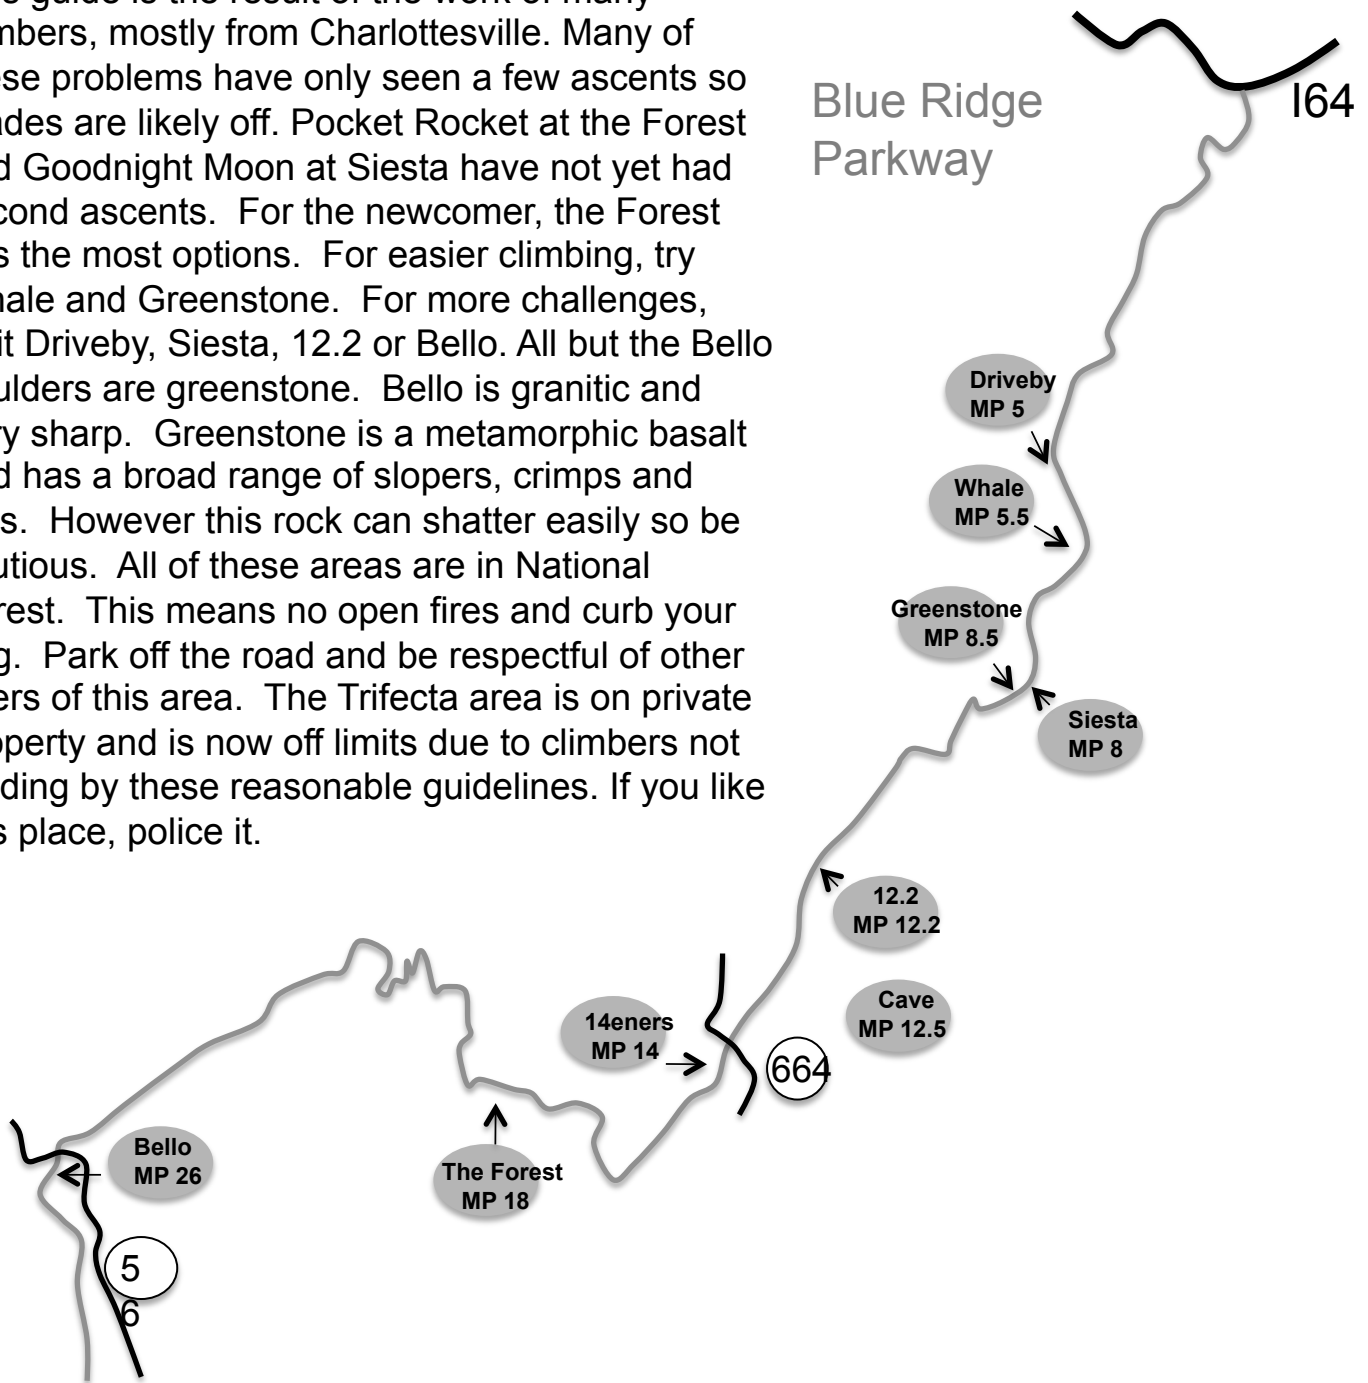 s guide is the result of the work of many
mbers, mostly from Charlottesville. Many of
ese problems have only seen a few ascents so
ades are likely off. Pocket Rocket at the Forest
d Goodnight Moon at Siesta have not yet had
cond ascents.  For the newcomer, the Forest
s the most options.  For easier climbing, try
hale and Greenstone.  For more challenges,
it Driveby, Siesta, 12.2 or Bello. All but the Bello
ulders are greenstone.  Bello is granitic and
ry sharp.  Greenstone is a metamorphic basalt
d has a broad range of slopers, crimps and
s.  However this rock can shatter easily so be
utious.  All of these areas are in National
rest.  This means no open fires and curb your
g.  Park off the road and be respectful of other
ers of this area.  The Trifecta area is on private
operty and is now off limits due to climbers not
ding by these reasonable guidelines. If you like
s place, police it.
Blue Ridge
Parkway
I64
Driveby
MP 5
Whale
MP 5.5
Greenstone
MP 8.5
Siesta
MP 8
12.2
MP 12.2
Cave
MP 12.5
14eners
MP 14
664
The Forest
MP 18
Bello
MP 26
5
6